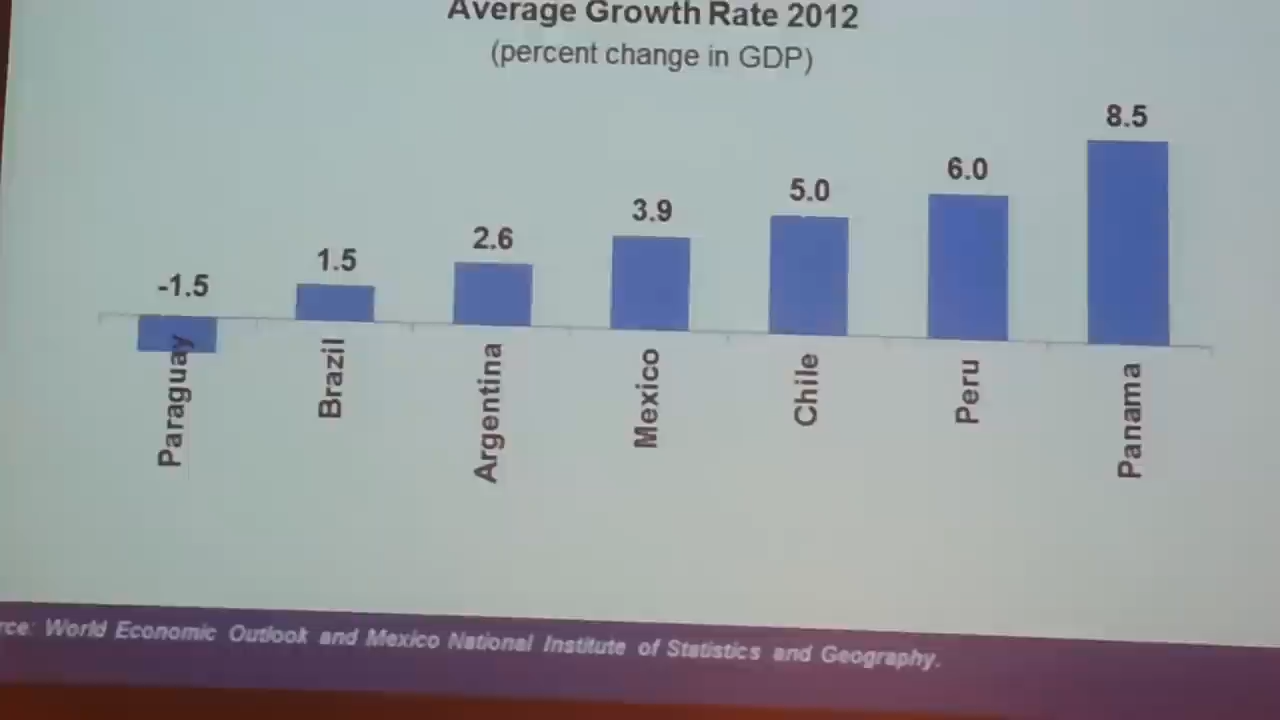 Average Growth Rate 2012
(percent change in GDP)
8.5
6.0
5.0
3.9
2.6
1.5
-1.5
Paraguay
Brazil
Argentina
Mexico
Chile
Peru
Panama
World Economic Outlook and Mexico National Institute of Statistics and Geography.